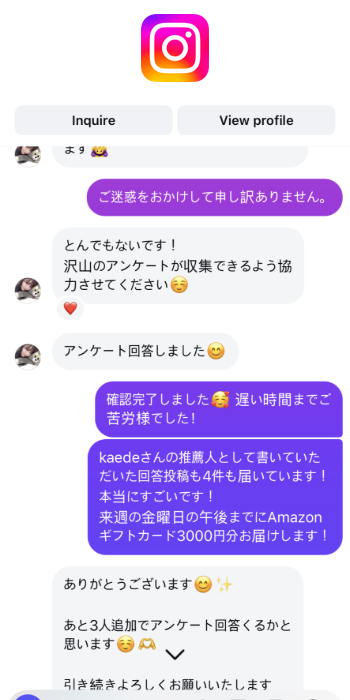 Inquire
View profile
ます🙇‍♀️
ご迷惑をおかけして申し訳ありません。
とんでもないです！
沢山のアンケートが収集できるよう協
力させてください☺️
❤️
アンケート回答しました😊
確認完了しました🥰 遅い時間までご
苦労様でした！
kaedeさんの推薦人として書いていた
だいた回答投稿も4件も届いています！
本当にすごいです！
来週の金曜日の午後までにAmazon
ギフトカード3000円分お届けします！
ありがとうございます😊✨
あと3人追加でアンケート回答くるかと
思います☺️🫶
引き続きよろしくお願いいたします